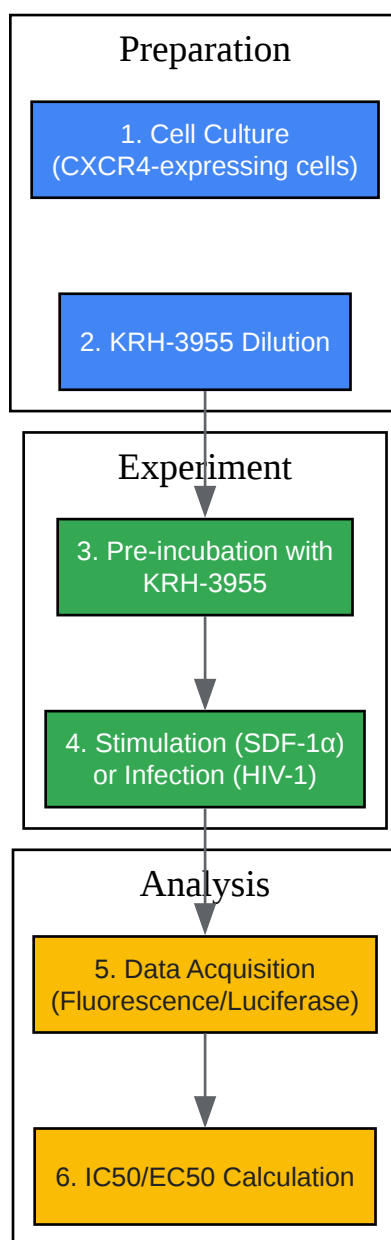 Preparation
1. Cell Culture
(CXCR4-expressing cells)
2. KRH-3955 Dilution
Experiment
3. Pre-incubation with
KRH-3955
4. Stimulation (SDF-1α)
or Infection (HIV-1)
Analysis
5. Data Acquisition
(Fluorescence/Luciferase)
6. IC50/EC50 Calculation